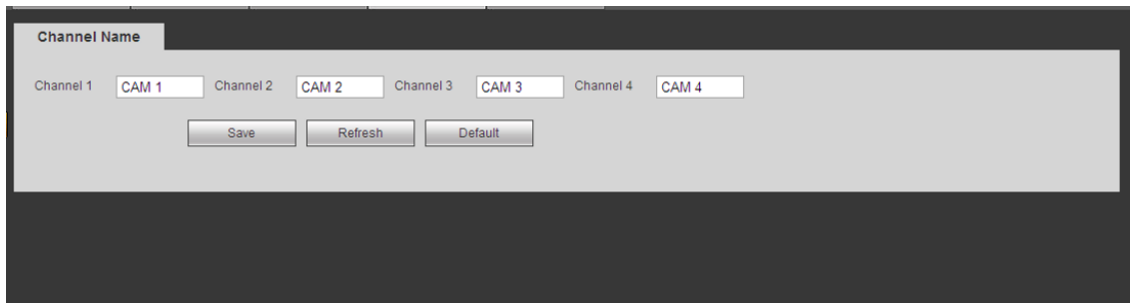 Channel Name
Channel 1 CAM 1 Channel 2 CAM 2 Channel 3 CAM 3 Channel 4 CAM 4
Save Refresh Default